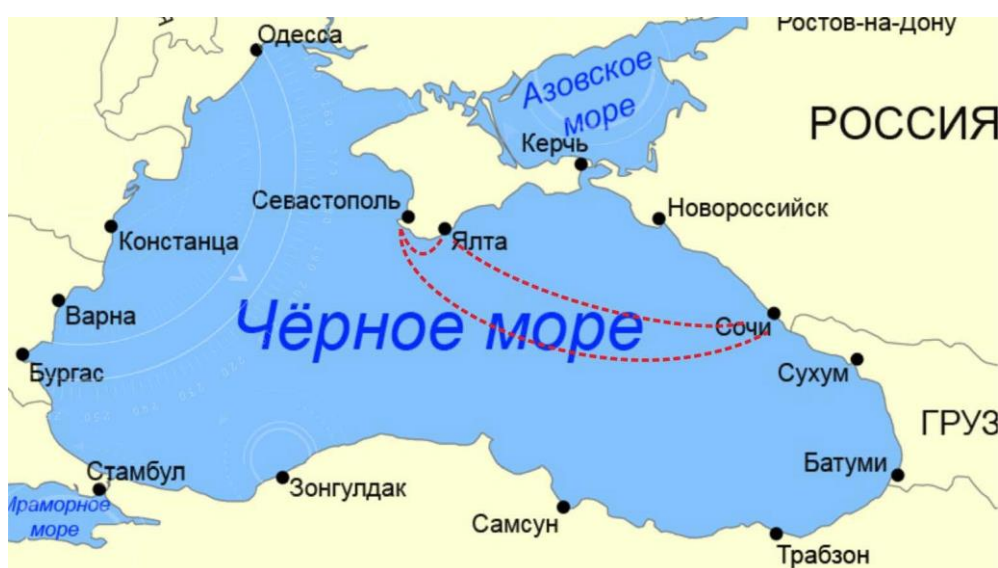 Ростов-на-Дону
Одесса
Азовское
море
РОССИЯ
Керчь
Севастополь
Новороссийск
Констанца
Ялта
Варна
Чёрное море
Сочи
Бургас
Сухум
ГРУЗ
Стамбул
Батуми
Зонгулдак
Мраморное
море
Самсун
Трабзон